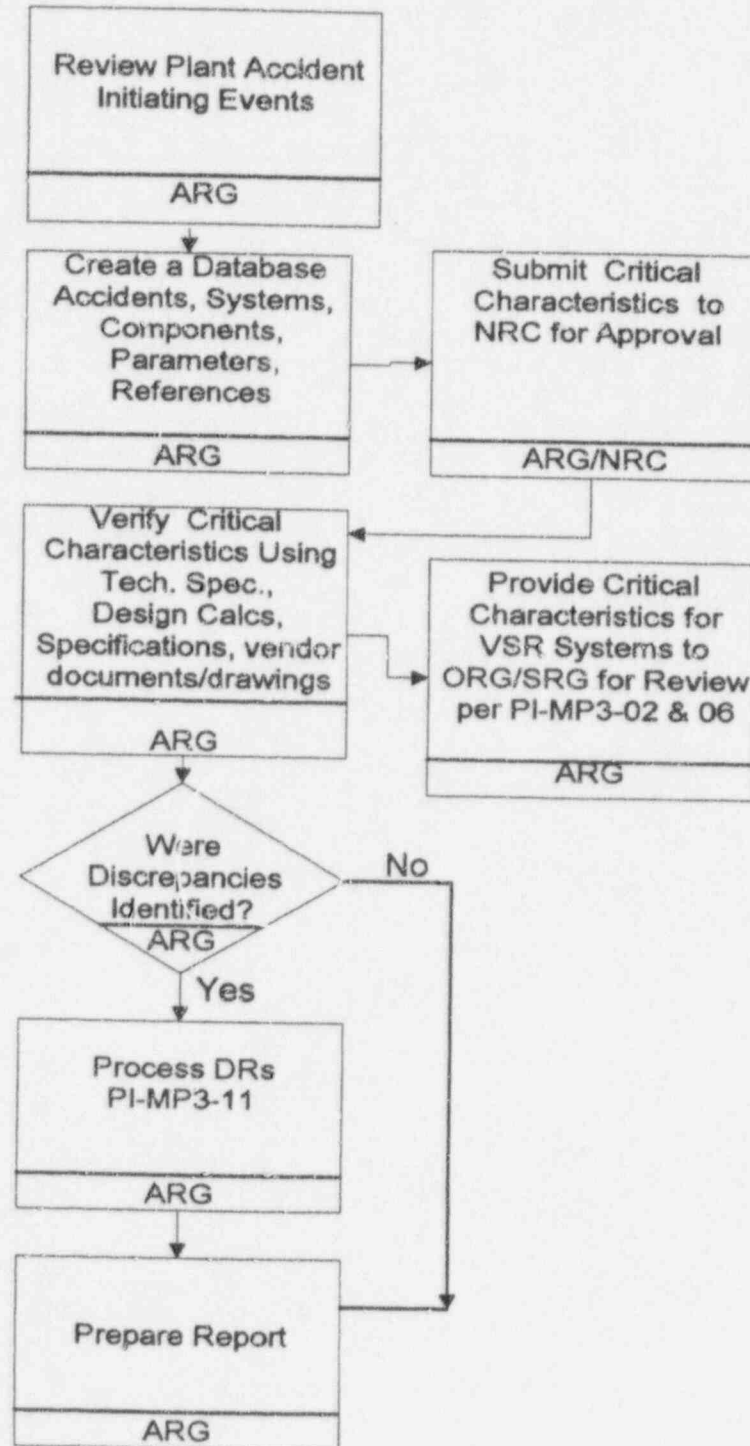 Review Plant Accident
Initiating Events
ARG
Create a Database
Accidents, Systems,
Components,
Parameters,
References
ARG
Submit Critical
Characteristics to
NRC for Approval
ARG/NRC
Verify Critical
Characteristics Using
Tech. Spec.,
Design Calcs,
Specifications, vendor
documents/drawings
ARG
Provide Critical
Characteristics for
VSR Systems to
ORG/SRG for Review
per PI-MP3-02 & 06
ARG
Were
Discrepancies
Identified?
ARG
No
Yes
Process DRs
PI-MP3-11
ARG
Prepare Report
ARG